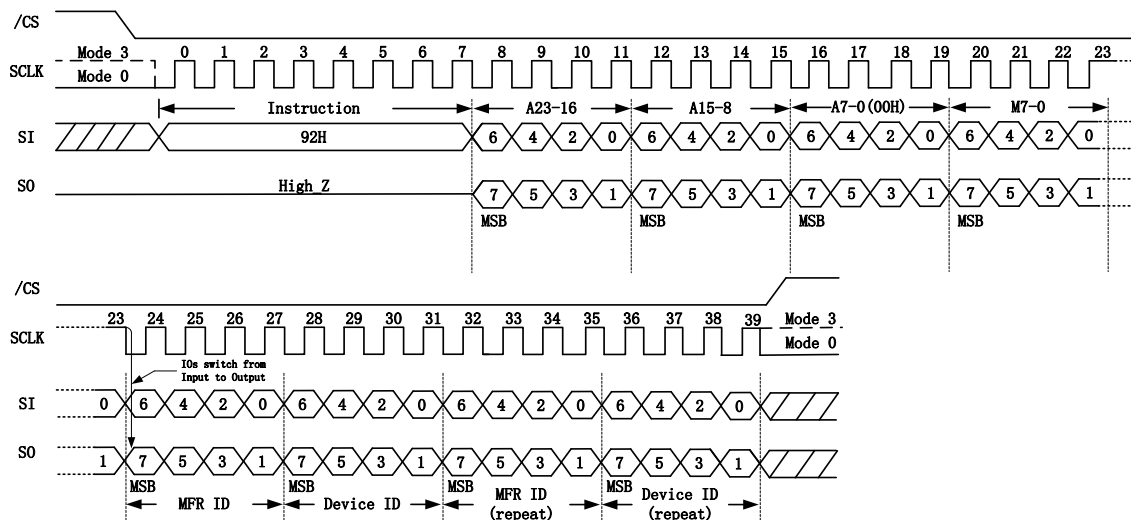 /CS
Mode 3 0 1 2 3 4 5 6 7 8 9 10 11 12 13 14 15 16 17 18 19 20 21 22 23
SCLK
Mode 0
Instruction A23-16 A15-8 A7-0(00H) M7-0
SI 92H 6 4 2 0 6 4 2 0 6 4 2 0 6 4 2 0
SO High_Z 7 5 3 1 7 5 3 1 7 5 3 1 7 5 3 1
MSB MSB MSB MSB
/CS
23 24 25 26 27 28 29 30 31 32 33 34 35 36 37 38 39 Mode 3
SCLK Mode 0
IOs switch from
Input to Output
SI 0 6 4 2 0 6 4 2 0 6 4 2 0 6 4 2 0
SO 1 7 5 3 1 7 5 3 1 7 5 3 1 7 5 3 1
MSB MSB MSB MSB
MFR ID Device ID MFR ID
(repeat) Device ID
(repeat)